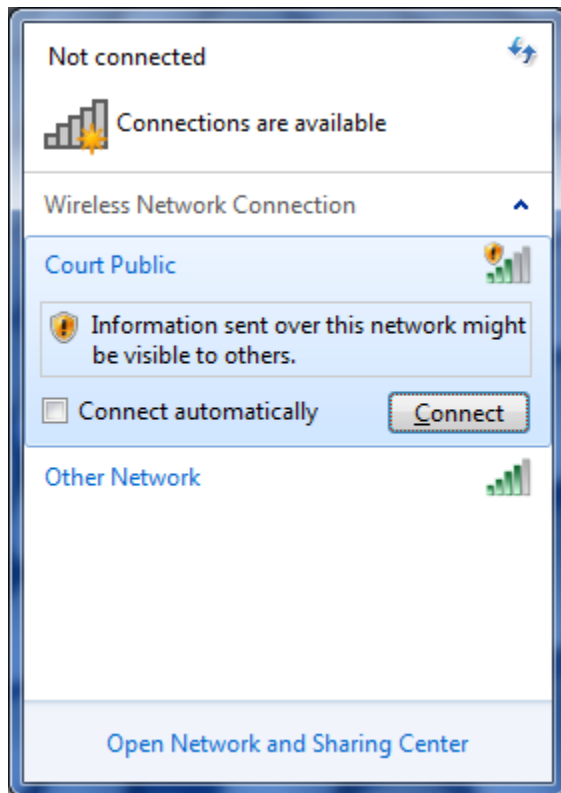 Not connected
Connections are available
Wireless Network Connection
Court Public
Information sent over this network might
be visible to others.
Connect automatically
Connect
Other Network
Open Network and Sharing Center